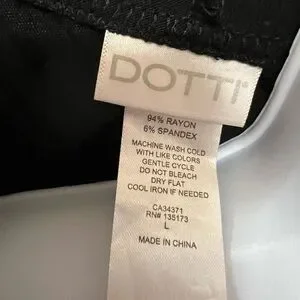 DOTTI
94% RAYON
6% SPANDEX
MACHINE WASH COLD
WITH LIKE COLORS
GENTLE CYCLE
DO NOT BLEACH
DRY FLAT
COOL IRON IF NEEDED
CA34371
RN# 135173
L
MADE IN CHINA